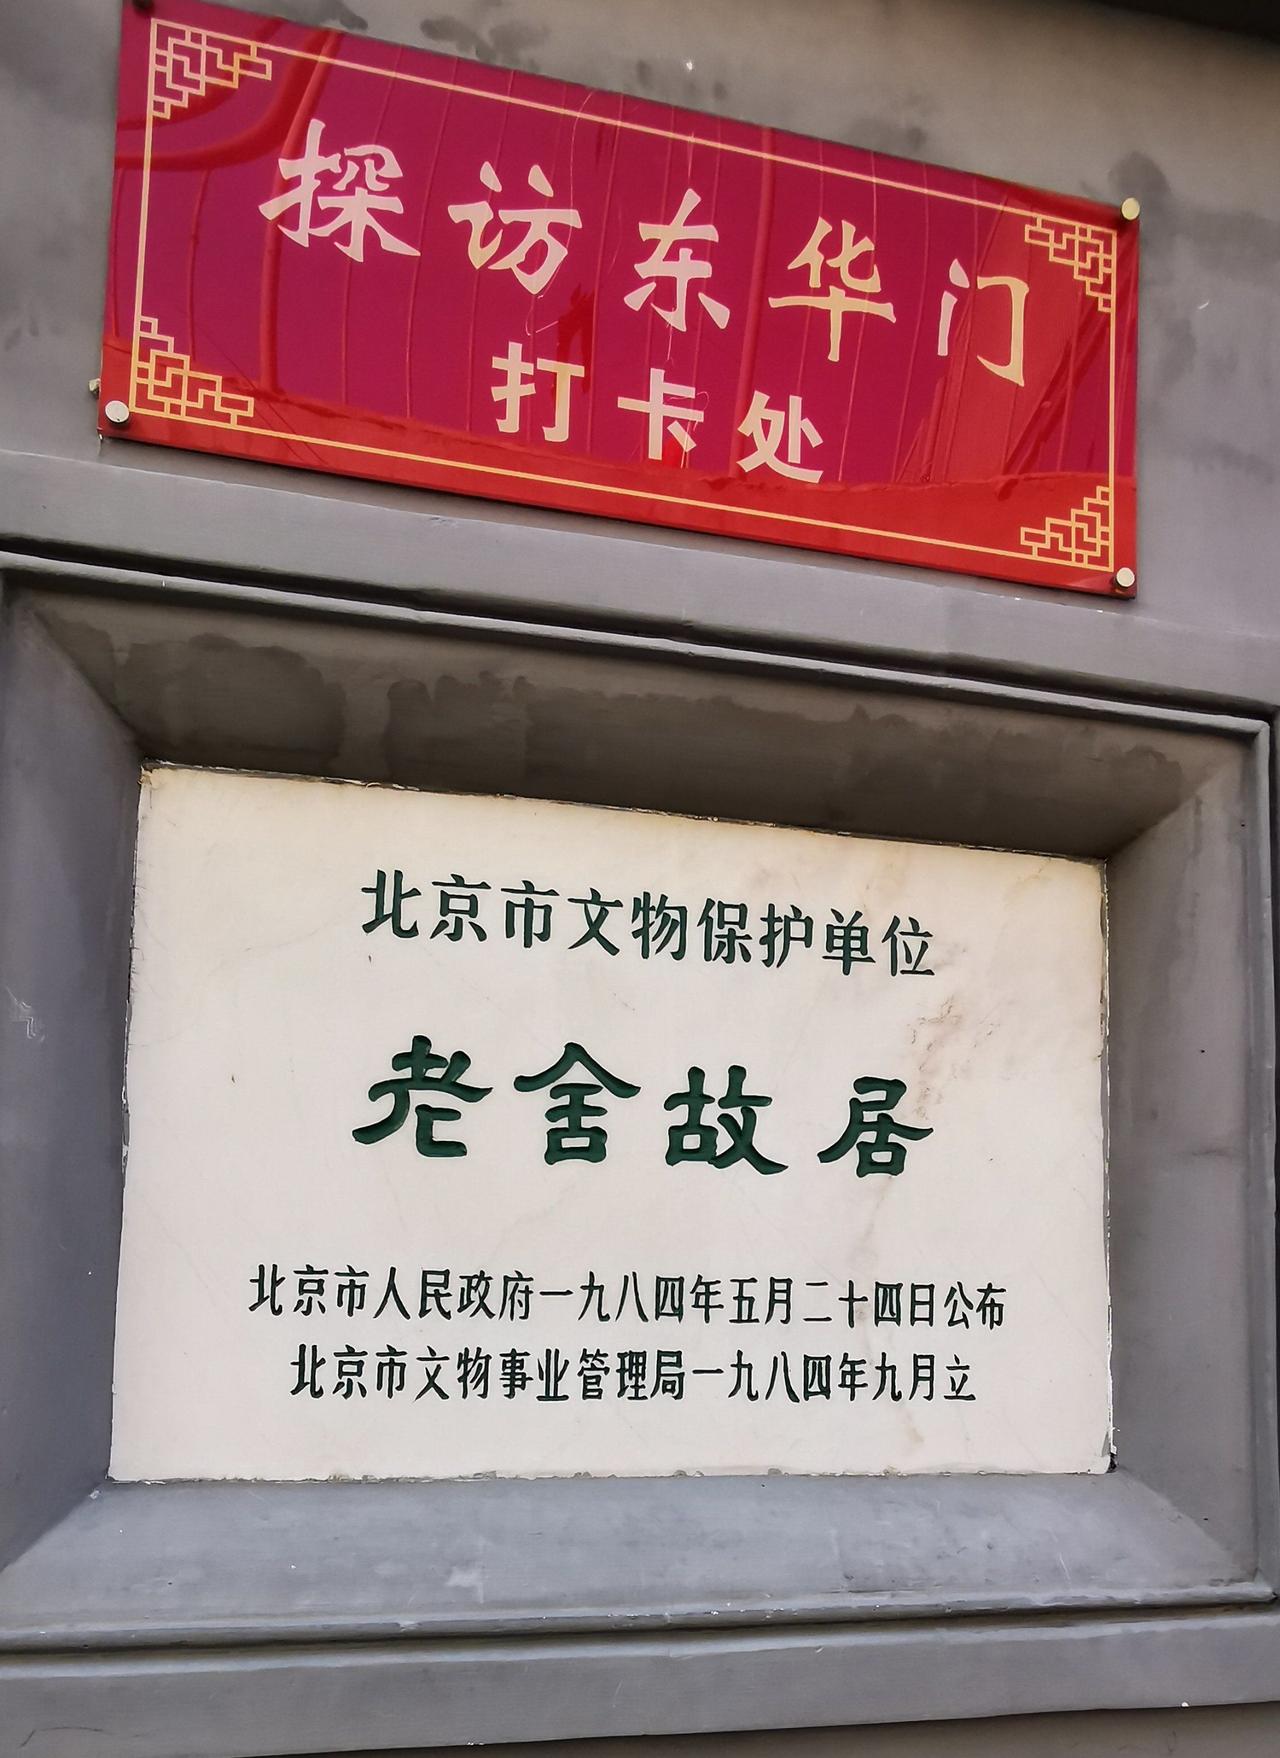 探访东华门
打卡处
北京市文物保护单位
老舍故居
北京市人民政府一九八四年五月二十四日公布
北京市文物事业管理局一九八四年九月立